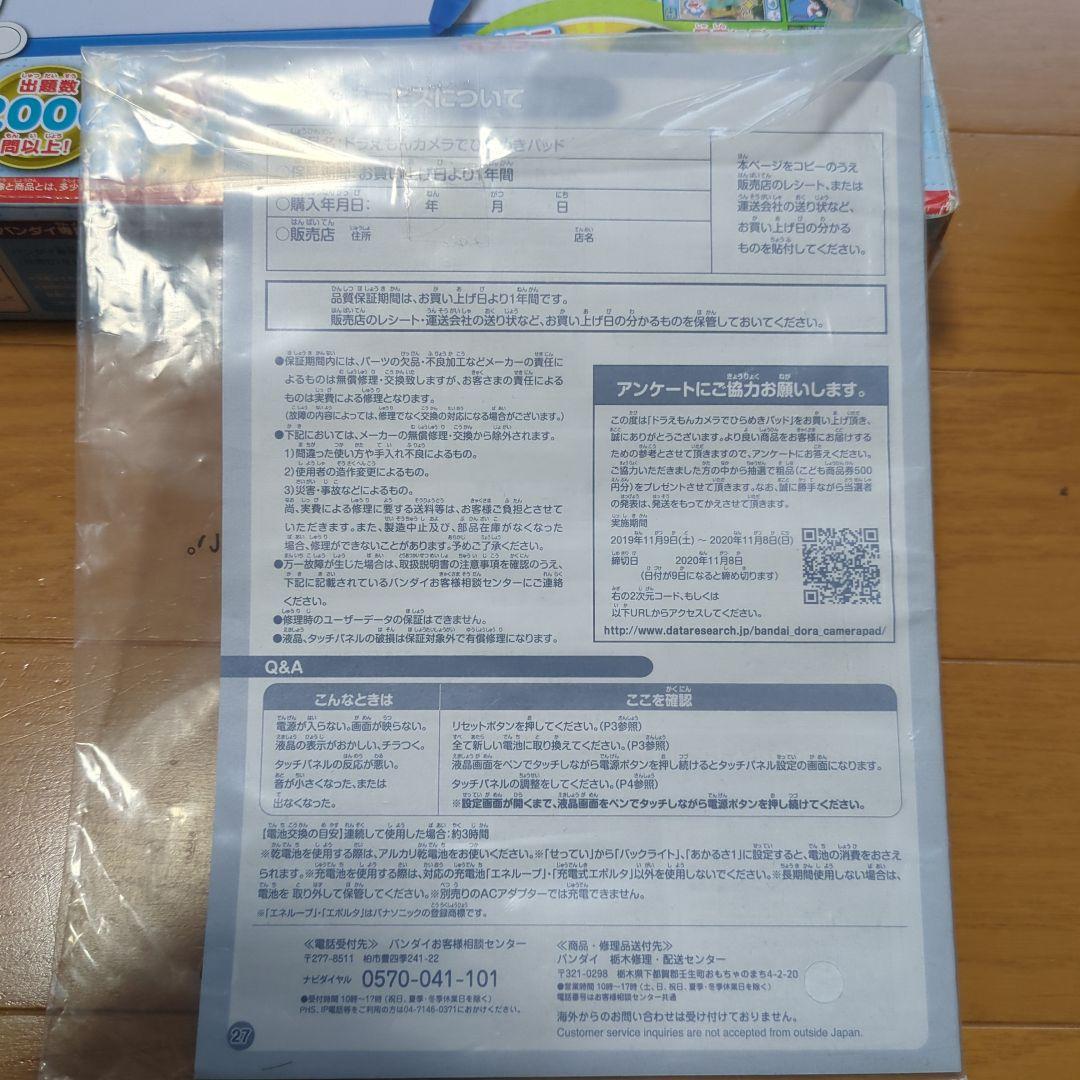 出題数
200
問以上!
ービスについて
ドラえもんカメラでひらめきパッド
お買い上げ日より1年間
○購入年月日: 年 月 日
○販売店 住所 店名
本ページをコピーのうえ
販売店のレシート、または
運送会社の送り状など、
お買い上げ日の分かる
ものを貼付してください。
品質保証期間は、お買い上げ日より1年間です。
販売店のレシート・運送会社の送り状など、お買い上げ日の分かるものを保管しておいてください。
●保証期間内には、パーツの欠品・不良加工などメーカーの責任に
よるものは無償修理・交換致しますが、お客さまの責任による
ものは実費による修理となります。
(故障の内容によっては、修理でなく交換の対応になる場合がございます。)
●下記においては、メーカーの無償修理・交換から除外されます。
1)間違った使い方や手入れ不良によるもの。
2)使用者の造作変更によるもの。
3)災害・事故などによるもの。
尚、実費による修理に要する送料等は、お客様ご負担とさせて
いただきます。また、製造中止及び、部品在庫がなくなった
場合、修理ができないことがあります。予めご了承ください。
●万一故障が生じた場合は、取扱説明書の注意事項を確認のうえ、
下記に記載されているバンダイお客様相談センターにご連絡
ください。
●修理時のユーザーデータの保証はできません。
●液晶、タッチパネルの破損は保証対象外で有償修理になります。
アンケートにご協力お願いします。
この度は「ドラえもんカメラでひらめきパッド」をお買い上げ頂き、
誠にありがとうございます。より良い商品をお客様にお届けする
ための参考とさせて頂きますので、アンケートにお答えください。
ご協力いただきました方の中から抽選で粗品(こども商品券500
円分)をプレゼントさせて頂きます。なお、誠に勝手ながら当選者
の発表は、発送をもってかえさせて頂きます。
実施期間
2019年11月9日(土) ~ 2020年11月8日(日)
締切日 2020年11月8日
(日付が9日になると締め切ります)
右の2次元コード、もしくは
以下URLからアクセスしてください。
http://www.dataresearch.jp/bandai_dora_camerapad/
Q&A
こんなときは ここを確認
電源が入らない。画面が映らない。
液晶の表示がおかしい、チラつく。
タッチパネルの反応が悪い。
音が小さくなった、または
出なくなった。
リセットボタンを押してください。(P3参照)
全て新しい電池に取り換えてください。(P3参照)
液晶画面をペンでタッチしながら電源ボタンを押し続けるとタッチパネル設定の画面になります。
タッチパネルの調整をしてください。(P4参照)
※設定画面が開くまで、液晶画面をペンでタッチしながら電源ボタンを押し続けてください。
【電池交換の目安】連続して使用した場合:約3時間
※乾電池を使用する際は、アルカリ乾電池をお使いください。※「せってい」から「バックライト」、「あかるさ1」に設定すると、電池の消費をおさえ
られます。※充電池を使用する際は、対応の充電池「エネループ」・「充電式エボルタ」以外を使用しないでください。※長期間使用しない場合は、
電池を取り外して保管してください。※別売りのACアダプターでは充電できません。
※「エネループ」・「エボルタ」はパナソニックの登録商標です。
≪電話受付先≫ バンダイお客様相談センター
〒277-8511 柏市豊四季241-22
ナビダイヤル 0570-041-101
●受付時間 10時~17時 (祝日、夏季・冬季休業日を除く)
PHS、IP電話等をご利用の方は04-7146-0371におかけください。
≪商品・修理品送付先≫
バンダイ 栃木修理・配送センター
〒321-0298 栃木県下都賀郡壬生町おもちゃのまち4-2-20
●営業時間 10時~17時 (土、日、祝日、夏季・冬季休業日を除く)
電話番号はお客様相談センター共通
海外からのお問い合わせは受け付けておりません。
Customer service inquiries are not accepted from outside Japan.
27